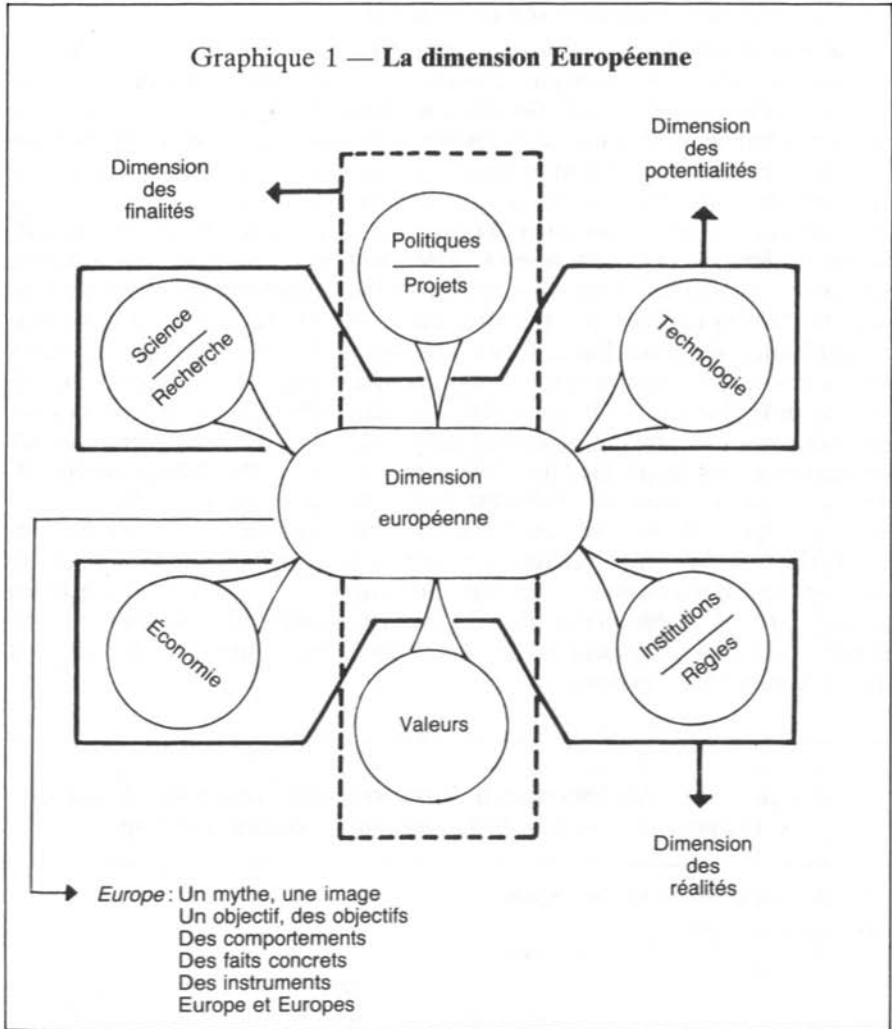 Graphique 1 — La dimension Européenne
Dimension
des
finalités
Dimension
des
potentialités
Politiques
Projets
Science
Recherche
Technologie
Dimension
européenne
Économie
Valeurs
Institutions
Règles
Dimension
des
réalités
Europe : Un mythe, une image
Un objectif, des objectifs
Des comportements
Des faits concrets
Des instruments
Europe et Europes